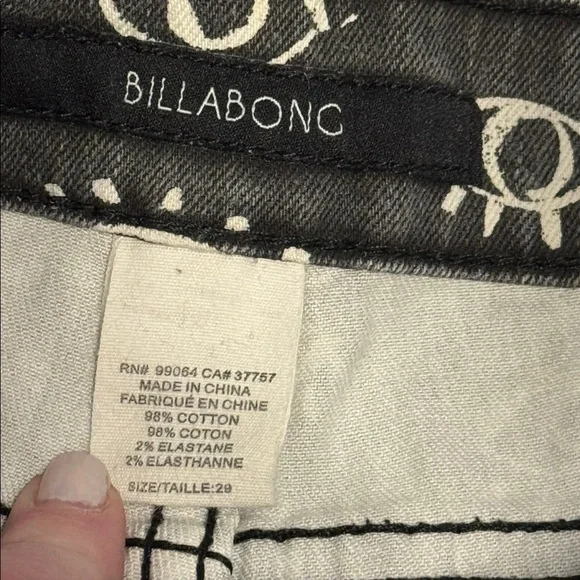 BILLABONG
RN# 99064 CA# 37757
MADE IN CHINA
FABRIQUÉ EN CHINE
98% COTTON
98% COTON
2% ELASTANE
2% ELASTHANNE
SIZE/TAILLE:29